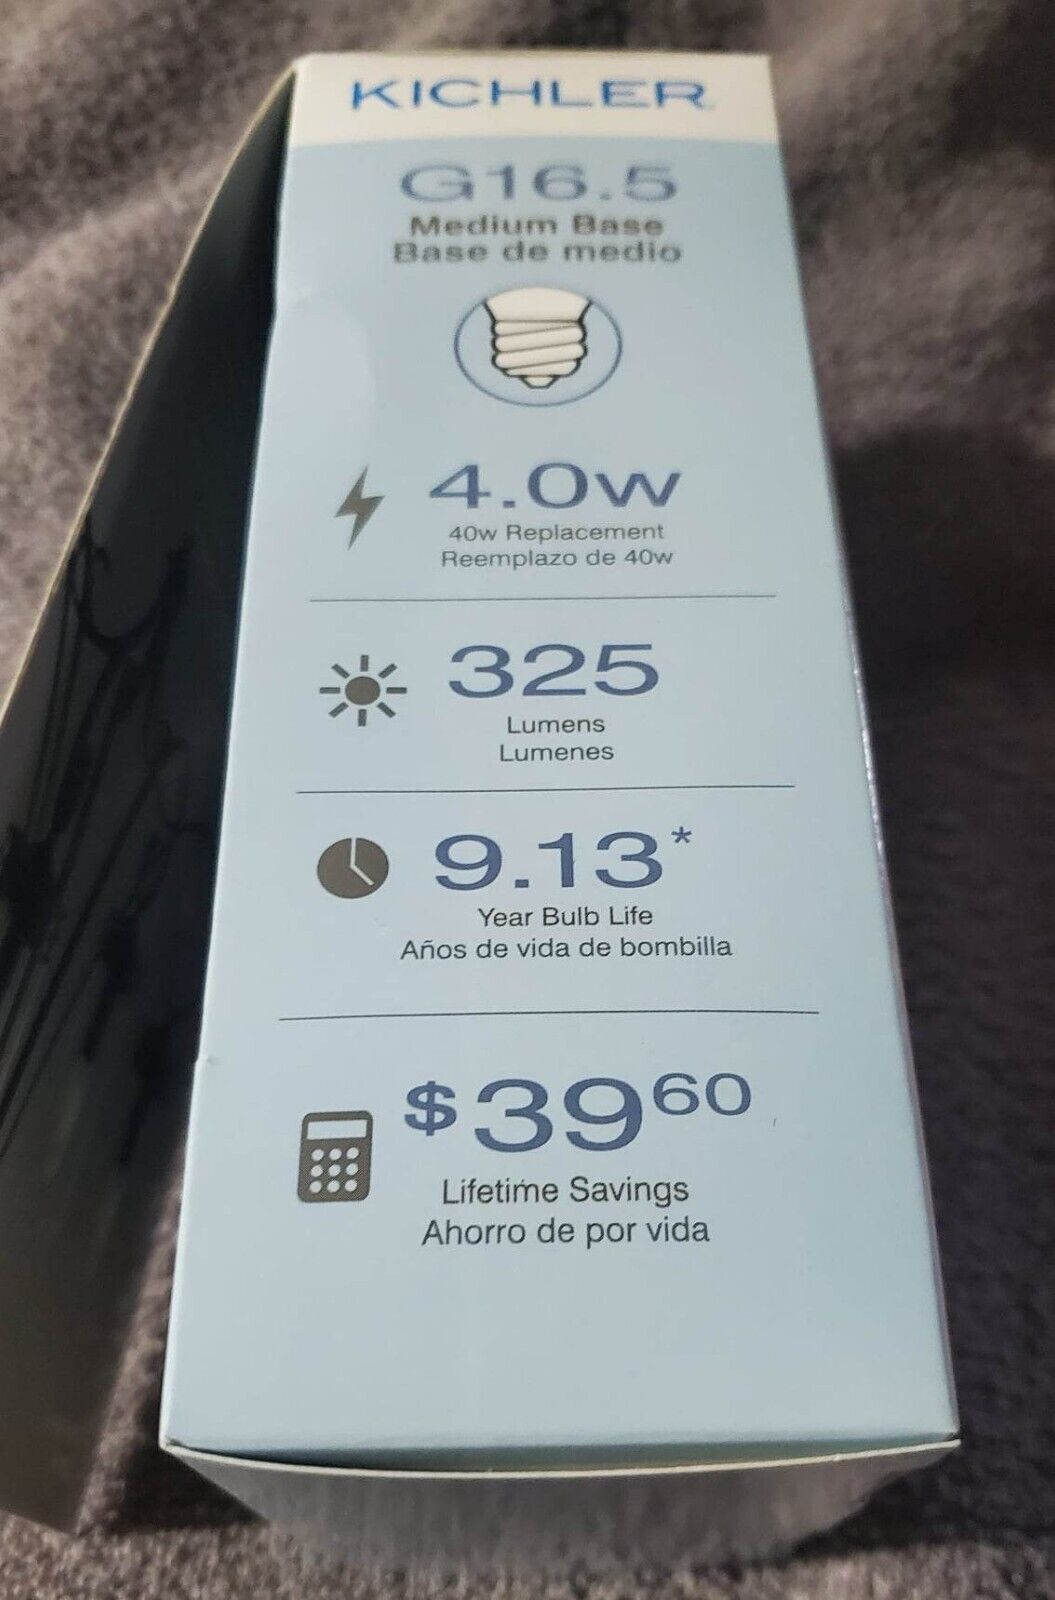 KICHLER
G16.5
Medium Base
Base de medio
4.0w
40w Replacement
Reemplazo de 40w
325
Lumens
Lumenes
9.13*
Year Bulb Life
Años de vida de bombilla
$3960
Lifetime Savings
Ahorro de por vida